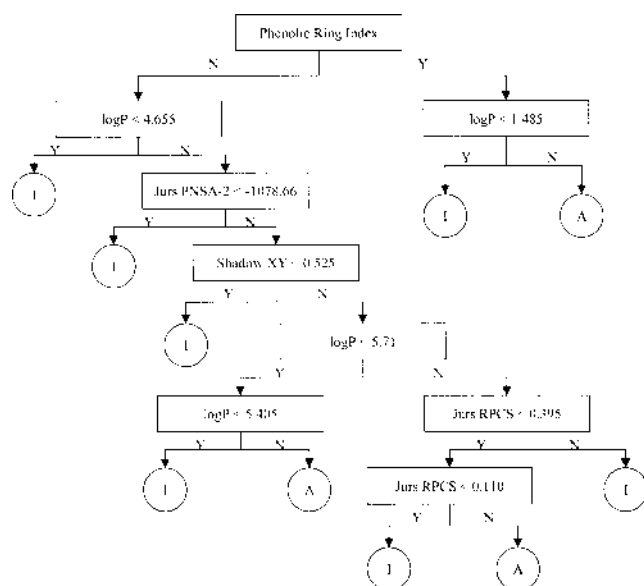 Phenolic Ring Index
N Y
logP < 4.655
logP < 1.485
Y N Y N
I
Jurs PNSA-2 < -1078.66
I A
Y N
I
Shadow XY < 0.525
Y N
I
logP < 5.71
Y N
logP < 5.405
Jurs RPCS < 0.395
Y N Y N
I A
Jurs RPCS < 0.110
I
Y N
I A